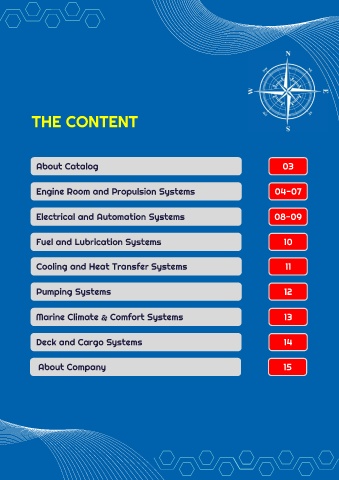 N
W E
S
THE CONTENT
About Catalog 03
Engine Room and Propulsion Systems 04-07
Electrical and Automation Systems 08-09
Fuel and Lubrication Systems 10
Cooling and Heat Transfer Systems 11
Pumping Systems 12
Marine Climate & Comfort Systems 13
Deck and Cargo Systems 14
About Company 15